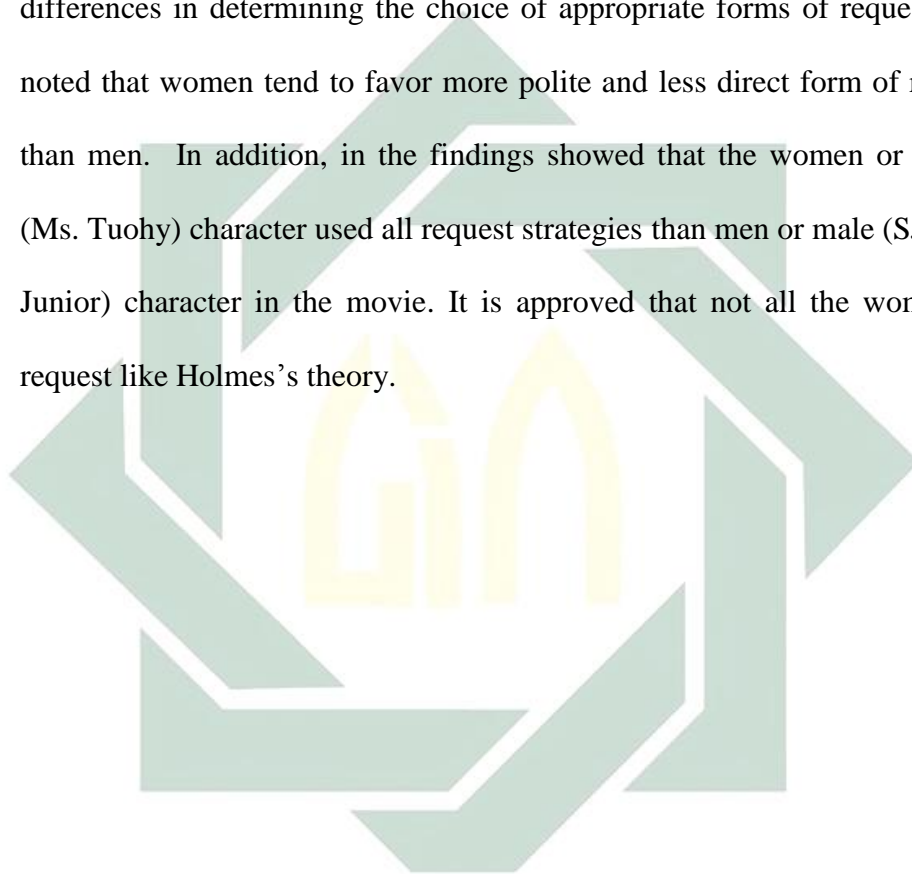 differences in determining the choice of appropriate forms of
noted that women tend to favor more polite and less direct form of
than men. In addition, in the findings showed that the women or
(Ms. Tuohy) character used all request strategies than men or male
Junior) character in the movie. It is approved that not all the
request like Holmes's theory.